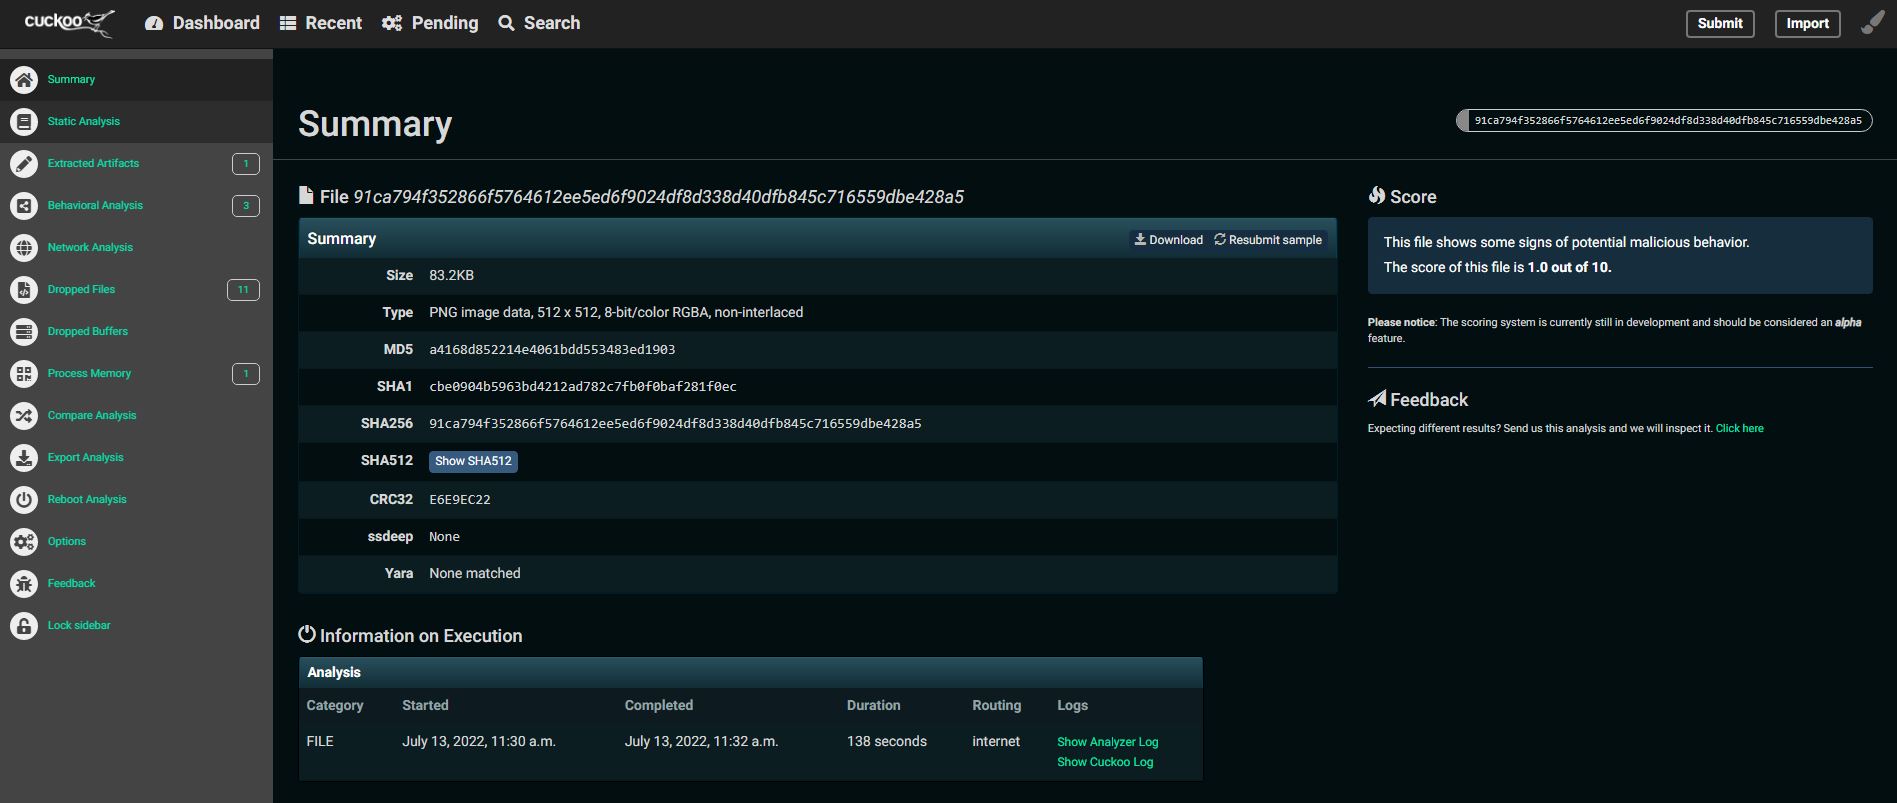 cuckoo Dashboard Recent Pending Search Submit Import
Summary
Static Analysis
Extracted Artifacts 1
Behavioral Analysis 3
Network Analysis
Dropped Files 11
Dropped Buffers
Process Memory 1
Compare Analysis
Export Analysis
Reboot Analysis
Options
Feedback
Lock sidebar
Summary
91ca794f352866f5764612ee5ed6f9024df8d338d40dfb845c716559dbe428a5
File 91ca794f352866f5764612ee5ed6f9024df8d338d40dfb845c716559dbe428a5
Summary Download Resubmit sample
Size 83.2KB
Type PNG image data, 512 x 512, 8-bit/color RGBA, non-interlaced
MD5 a4168d852214e4061bdd553483ed1903
SHA1 cbe0904b5963bd4212ad782c7fb0f0baf281f0ec
SHA256 91ca794f352866f5764612ee5ed6f9024df8d338d40dfb845c716559dbe428a5
SHA512 Show SHA512
CRC32 E6E9EC22
ssdeep None
Yara None matched
Score
This file shows some signs of potential malicious behavior.
The score of this file is 1.0 out of 10.
Please notice: The scoring system is currently still in development and should be considered an alpha
feature.
Feedback
Expecting different results? Send us this analysis and we will inspect it. Click here
Information on Execution
Analysis
Category Started Completed Duration Routing Logs
FILE July 13, 2022, 11:30 a.m. July 13, 2022, 11:32 a.m. 138 seconds internet Show Analyzer Log
Show Cuckoo Log